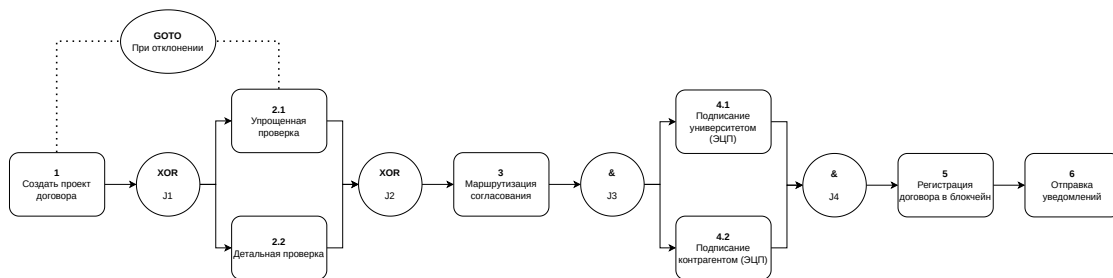 GOTO
При отклонении
2.1
Упрощенная
проверка
4.1
Подписание
университетом
(ЭЦП)
1
Создать проект
договора
XOR
J1
XOR
J2
3
Маршрутизация
согласования
&
J3
&
J4
5
Регистрация
договора в блокчейн
6
Отправка
уведомлений
2.2
Детальная проверка
4.2
Подписание
контрагентом (ЭЦП)